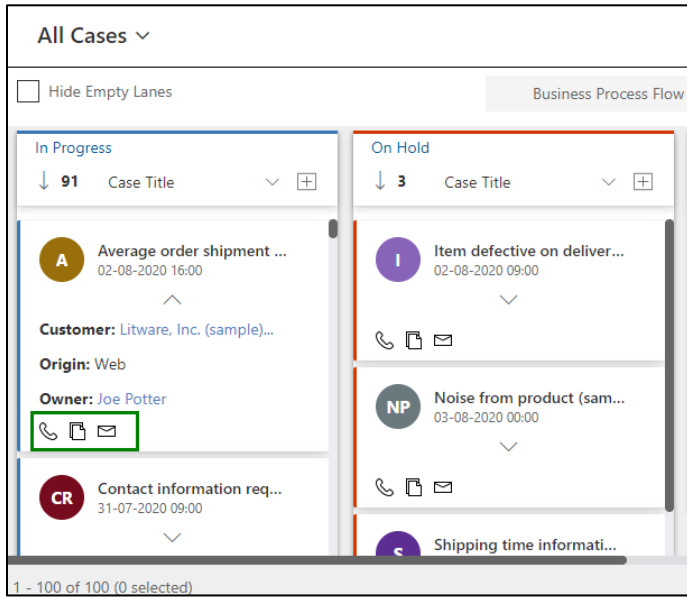 All Cases
Hide Empty Lanes
Business Process Flow
In Progress
91 Case Title
A
Average order shipment ...
02-08-2020 16:00
Customer: Litware, Inc. (sample)...
Origin: Web
Owner: Joe Potter
CR
Contact information req...
31-07-2020 09:00
On Hold
3 Case Title
I
Item defective on deliver...
02-08-2020 09:00
NP
Noise from product (sam...
03-08-2020 00:00
S
Shipping time informati...
1 - 100 of 100 (0 selected)